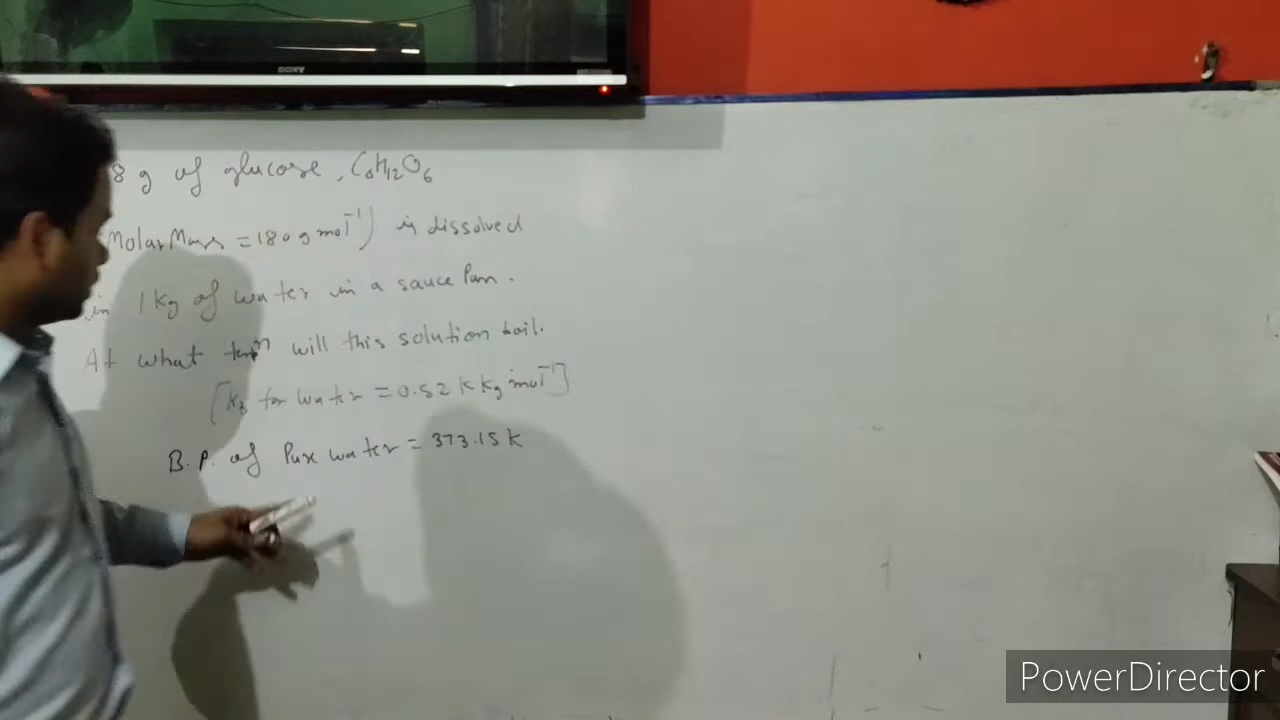 SONY
8 g of glucose, C6H12O6
Molar Mass = 180 g mol⁻¹) is dissolved
in 1 kg of water in a sauce Pan.
At what tempn will this solution boil.
[Kb for water = 0.52 K kg mol⁻¹]
B.P. of Pure water = 373.15 K
PowerDirector